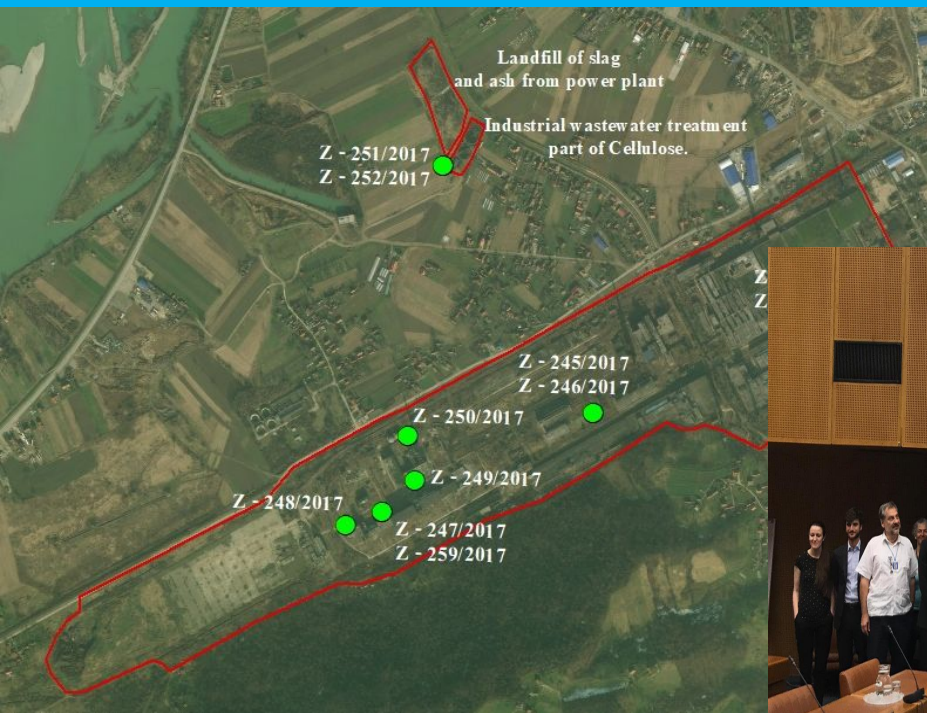 Landfill of slag
and ash from power plant
Industrial wastewater treatment
part of Cellulose.
Z - 251/2017
Z - 252/2017
Z
Z
Z - 245/2017
Z - 246/2017
Z - 250/2017
Z - 249/2017
Z - 248/2017
Z - 247/2017
Z - 259/2017